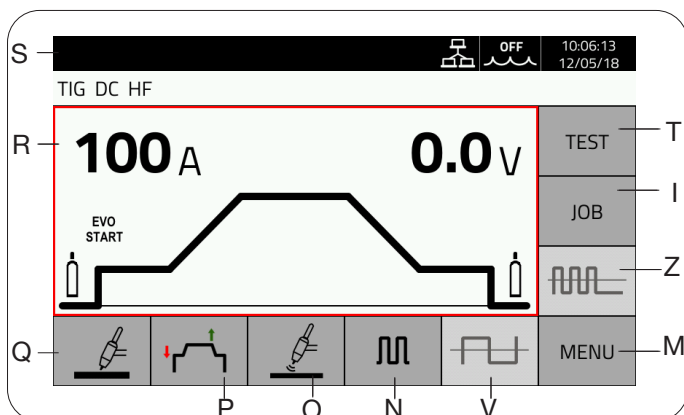 S
OFF
10:06:13
12/05/18
TIG DC HF
R
100 A
0.0 V
TEST
T
I
JOB
EVO
START
Z
Q
MENU
M
P
O
N
V